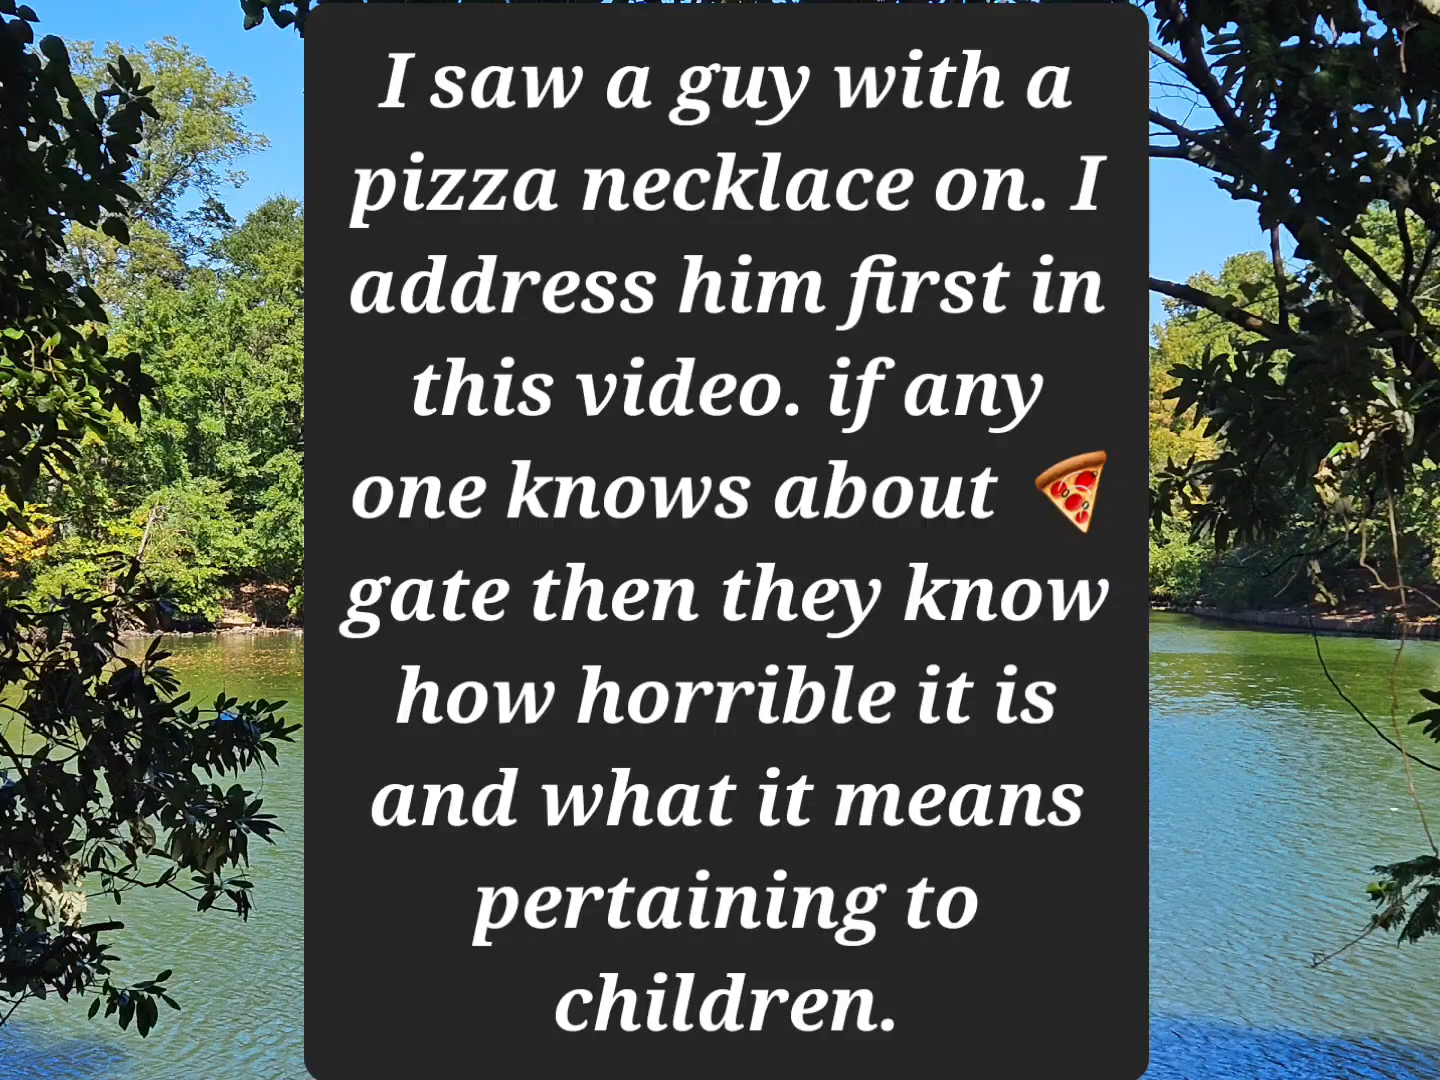 I saw a guy with a
pizza necklace on. I
address him first in
this video. if any
one knows about 🍕
gate then they know
how horrible it is
and what it means
pertaining to
children.